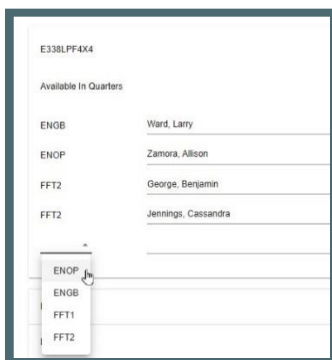 E338LPF4X4
Available In Quarters
ENGB Ward, Larry
ENOP Zamora, Allison
FFT2 George, Benjamin
FFT2 Jennings, Cassandra
ENOP
ENGB
FFT1
FFT2